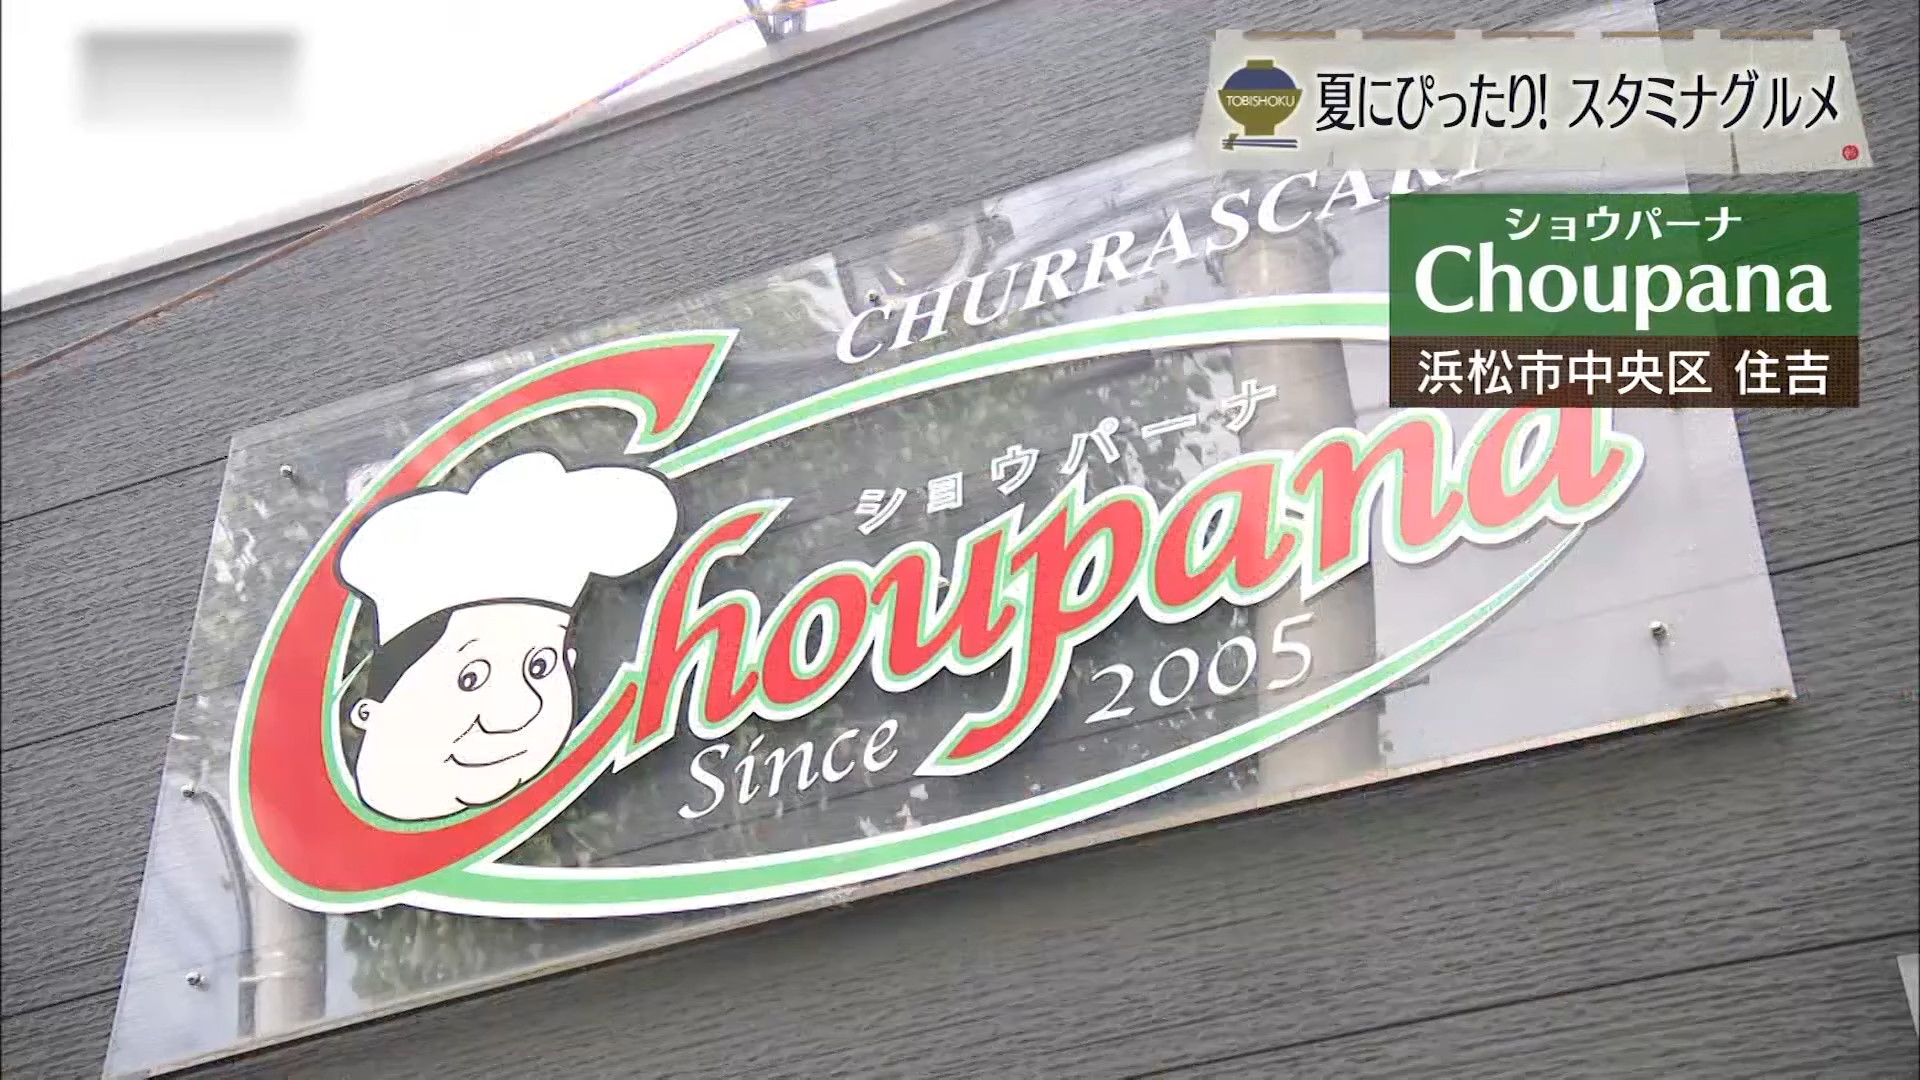 TOBISHOKU
夏にぴったり! スタミナグルメ
ショウパーナ
Choupana
浜松市中央区 住吉
ショウパーナ
Choupana
Since 2005